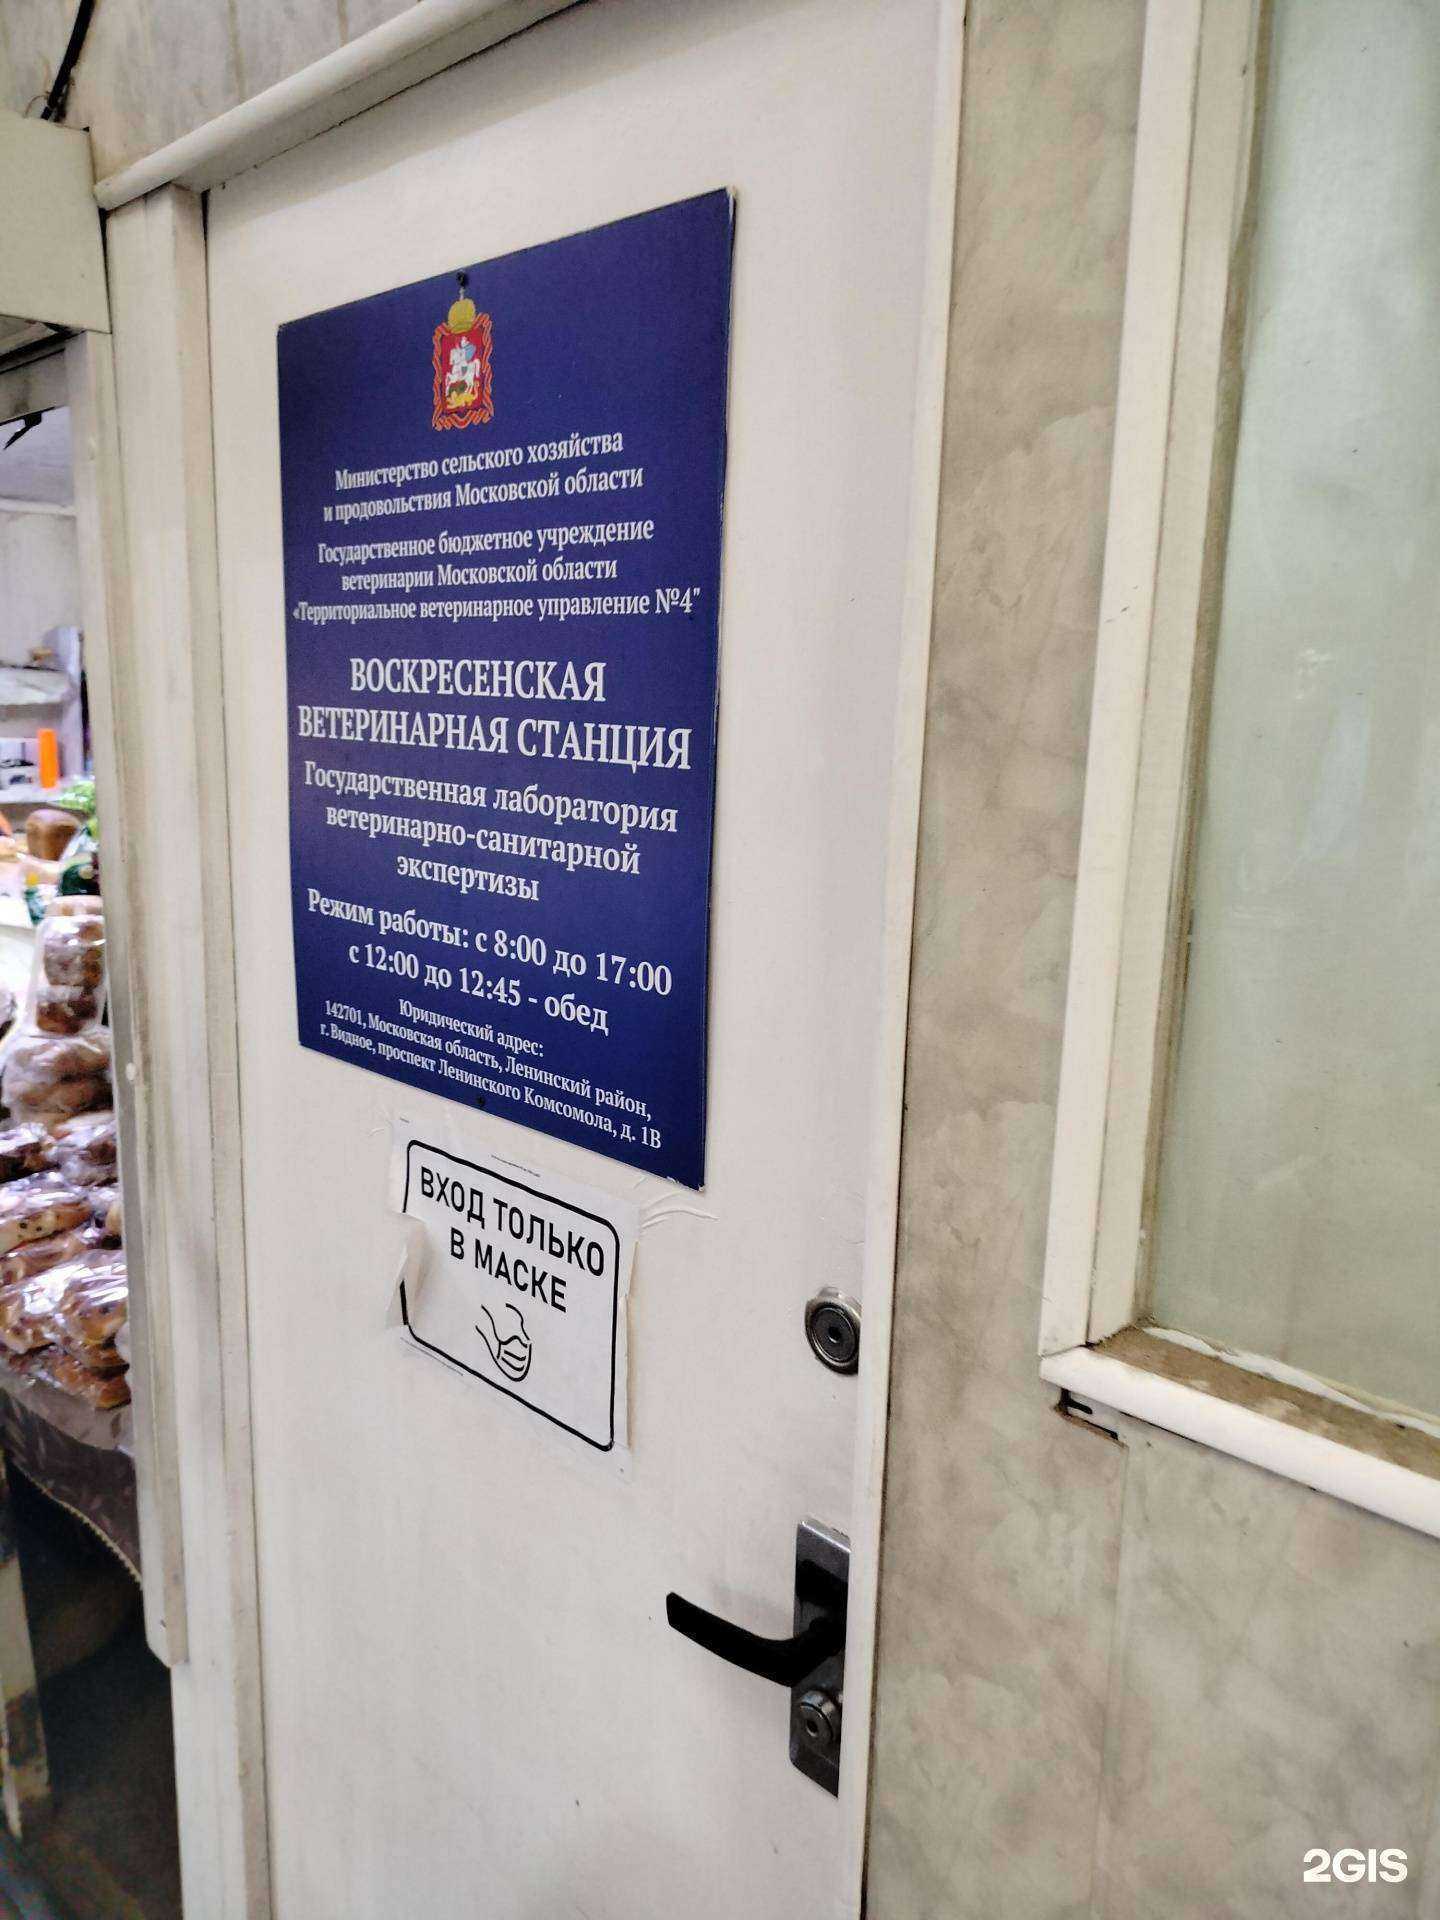 Министерство сельского хозяйства
и продовольствия Московской области
Государственное бюджетное учреждение
ветеринарии Московской области
«Территориальное ветеринарное управление №4"
ВОСКРЕСЕНСКАЯ
ВЕТЕРИНАРНАЯ СТАНЦИЯ
Государственная лаборатория
ветеринарно-санитарной
экспертизы
Режим работы: с 8:00 до 17:00
с 12:00 до 12:45 - обед
Юридический адрес:
142701, Московская область, Ленинский район,
г. Видное, проспект Ленинского Комсомола, д. 1В
ВХОД ТОЛЬКО
В МАСКЕ
2GIS